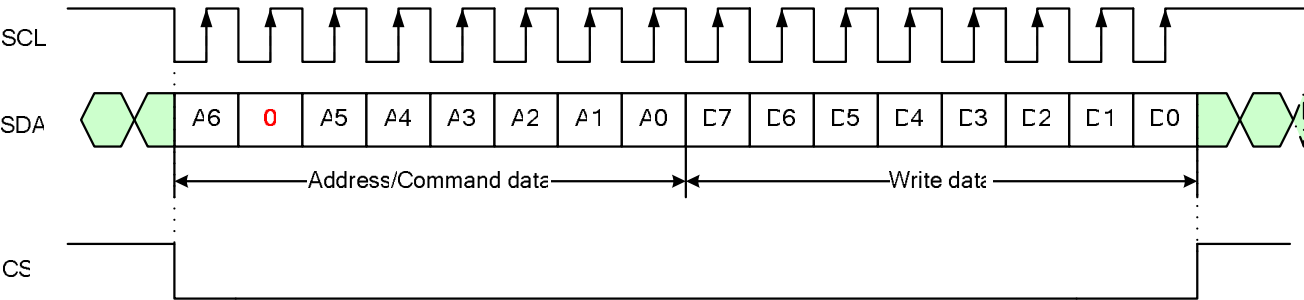 SCL
SDA A6 0 A5 A4 A3 A2 A1 A0 D7 D6 D5 D4 D3 D2 D1 D0
Address/Command data Write data
CS